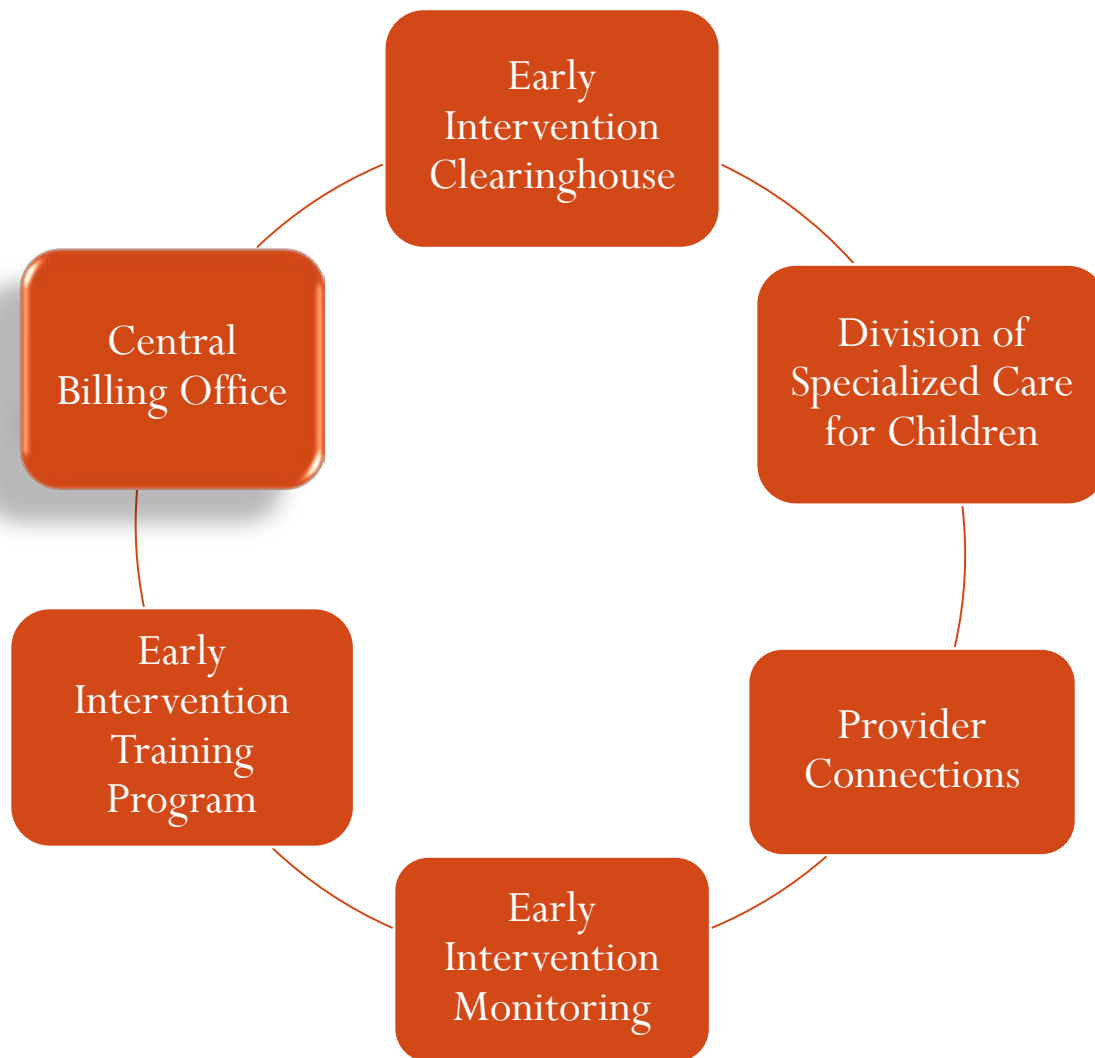 Early
Intervention
Clearinghouse
Division of
Specialized Care
for Children
Provider
Connections
Early
Intervention
Monitoring
Early
Intervention
Training
Program
Central
Billing Office